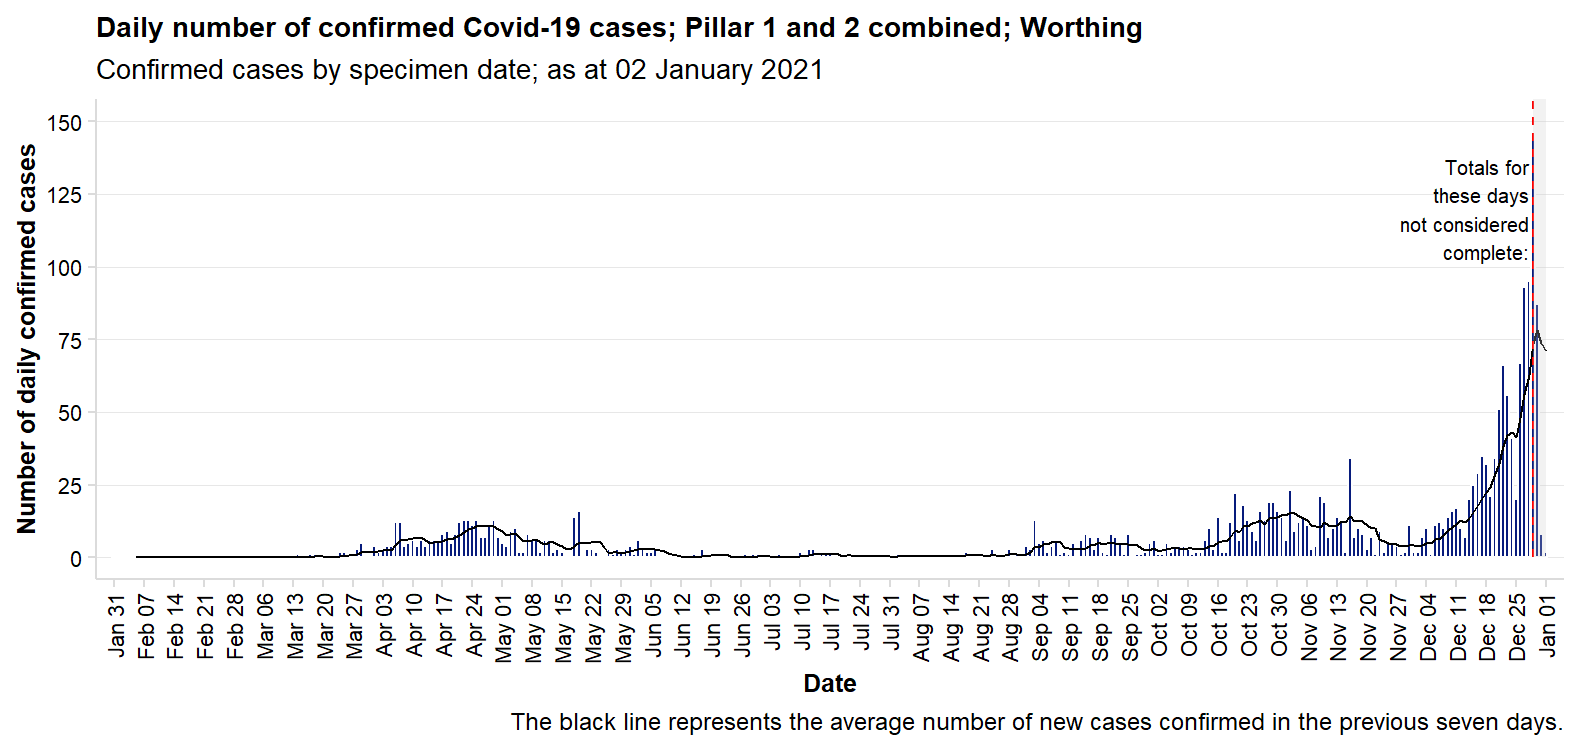 Daily number of confirmed Covid-19 cases; Pillar 1 and 2 combined; Worthing
Confirmed cases by specimen date; as at 02 January 2021
Number of daily confirmed cases
150
125
100
75
50
25
0
Totals for
these days
not considered
complete:
Jan 31
Feb 07
Feb 14
Feb 21
Feb 28
Mar 06
Mar 13
Mar 20
Mar 27
Apr 03
Apr 10
Apr 17
Apr 24
May 01
May 08
May 15
May 22
May 29
Jun 05
Jun 12
Jun 19
Jun 26
Jul 03
Jul 10
Jul 17
Jul 24
Jul 31
Aug 07
Aug 14
Aug 21
Aug 28
Sep 04
Sep 11
Sep 18
Sep 25
Oct 02
Oct 09
Oct 16
Oct 23
Oct 30
Nov 06
Nov 13
Nov 20
Nov 27
Dec 04
Dec 11
Dec 18
Dec 25
Jan 01
Date
The black line represents the average number of new cases confirmed in the previous seven days.